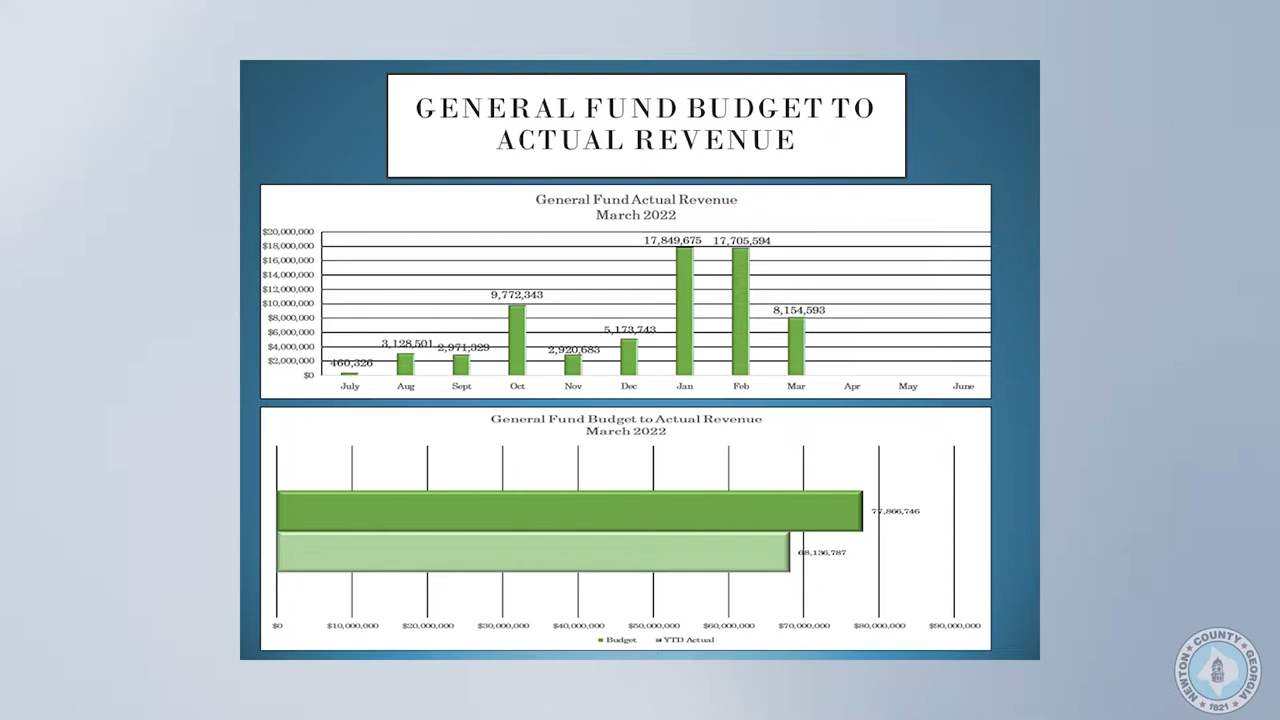 GENERAL FUND BUDGET TO
ACTUAL REVENUE
General Fund Actual Revenue
March 2022
$20,000,000
$18,000,000
$16,000,000
$14,000,000
$12,000,000
$10,000,000
$8,000,000
$6,000,000
$4,000,000
$2,000,000
$0
460,326
3,128,501
2,971,329
9,772,343
2,920,683
5,173,743
17,849,675
17,705,594
8,154,593
July Aug Sept Oct Nov Dec Jan Feb Mar Apr May June
General Fund Budget to Actual Revenue
March 2022
77,866,746
68,136,787
$0 $10,000,000 $20,000,000 $30,000,000 $40,000,000 $50,000,000 $60,000,000 $70,000,000 $80,000,000 $90,000,000
Budget YTD Actual
NEWTON COUNTY GEORGIA
1821